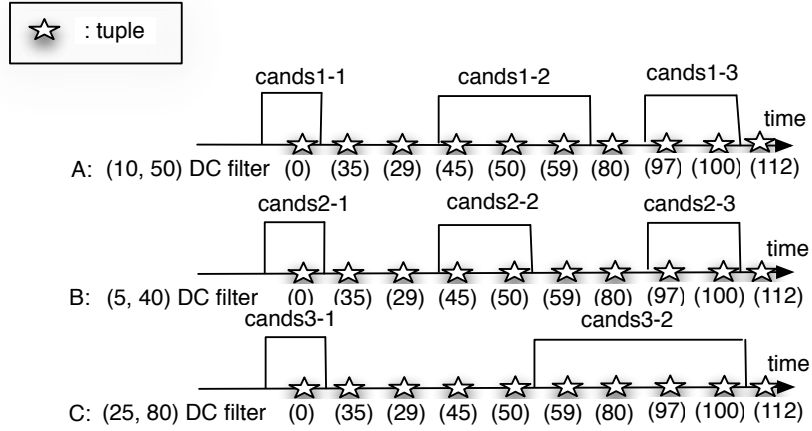 : tuple
cands1-1 cands1-2 cands1-3
time
A: (10, 50) DC filter (0) (35) (29) (45) (50) (59) (80) (97) (100) (112)
cands2-1 cands2-2 cands2-3
time
B: (5, 40) DC filter (0) (35) (29) (45) (50) (59) (80) (97) (100) (112)
cands3-1 cands3-2
time
C: (25, 80) DC filter (0) (35) (29) (45) (50) (59) (80) (97) (100) (112)